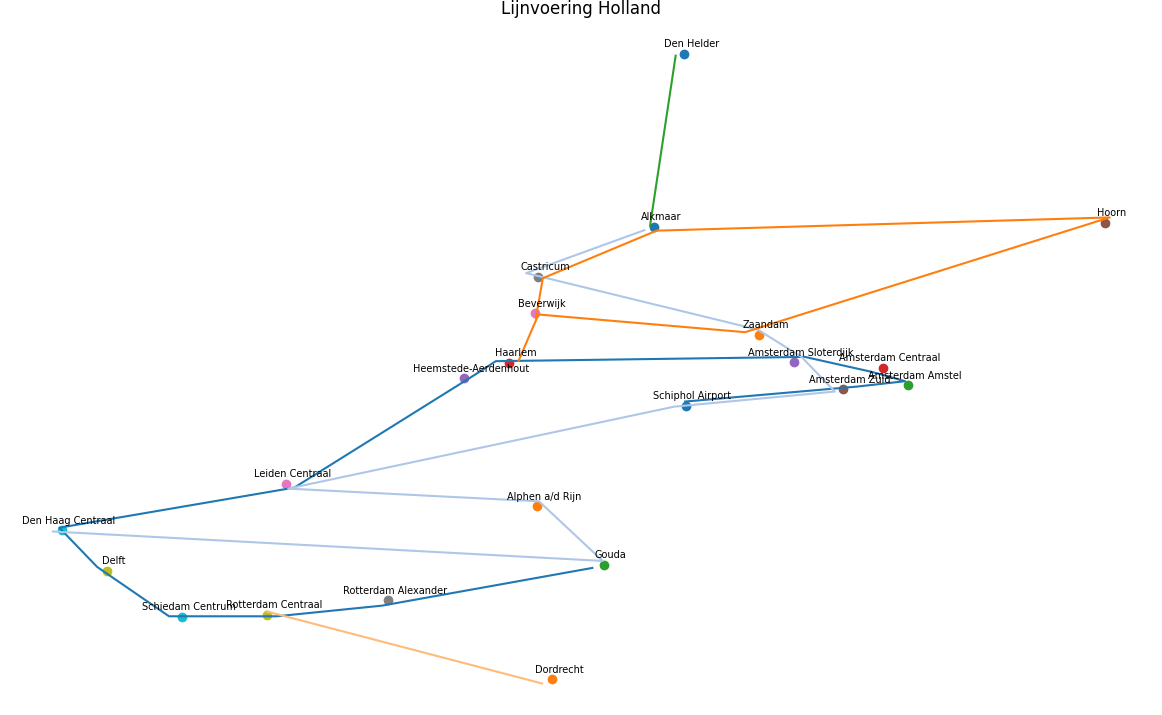 Lijnvoering Holland
Den Helder
Alkmaar
Hoorn
Castricum
Beverwijk
Zaandam
Haarlem
Amsterdam Sloterdijk
Amsterdam Centraal
Heemstede-Aerdenhout
Amsterdam Zuid
Amsterdam Amstel
Schiphol Airport
Leiden Centraal
Alphen a/d Rijn
Den Haag Centraal
Gouda
Delft
Rotterdam Alexander
Schiedam Centrum
Rotterdam Centraal
Dordrecht